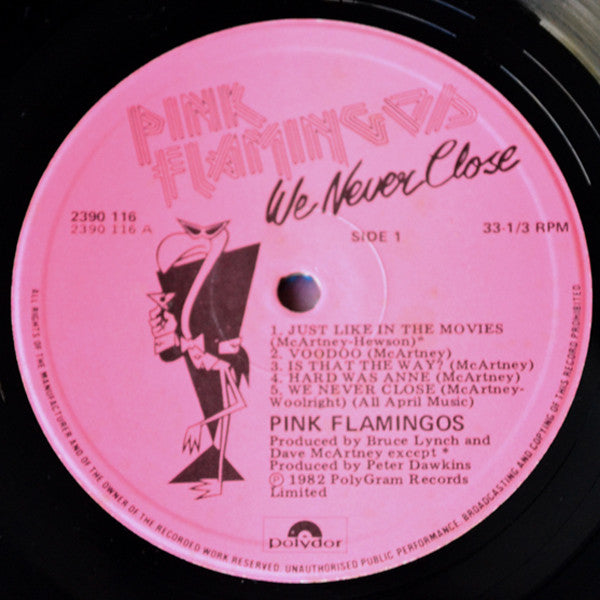 PINK
FLAMINGOS
We Never Close
2390 116
2390 116 A
SIDE 1
33-1/3 RPM
1. JUST LIKE IN THE MOVIES
(McArtney-Hewson)*
2. VOODOO (McArtney)
3. IS THAT THE WAY? (McArtney)
4. HARD WAS ANNE (McArtney)
5. WE NEVER CLOSE (McArtney-
Woolright) (All April Music)
PINK FLAMINGOS
Produced by Bruce Lynch and
Dave McArtney except *
Produced by Peter Dawkins
Ⓟ 1982 PolyGram Records
Limited
polydor
ALL RIGHTS OF THE MANUFACTURER AND OF THE OWNER OF THE RECORDED WORK RESERVED. UNAUTHORISED PUBLIC PERFORMANCE, BROADCASTING AND COPYING OF THIS RECORD PROHIBITED.